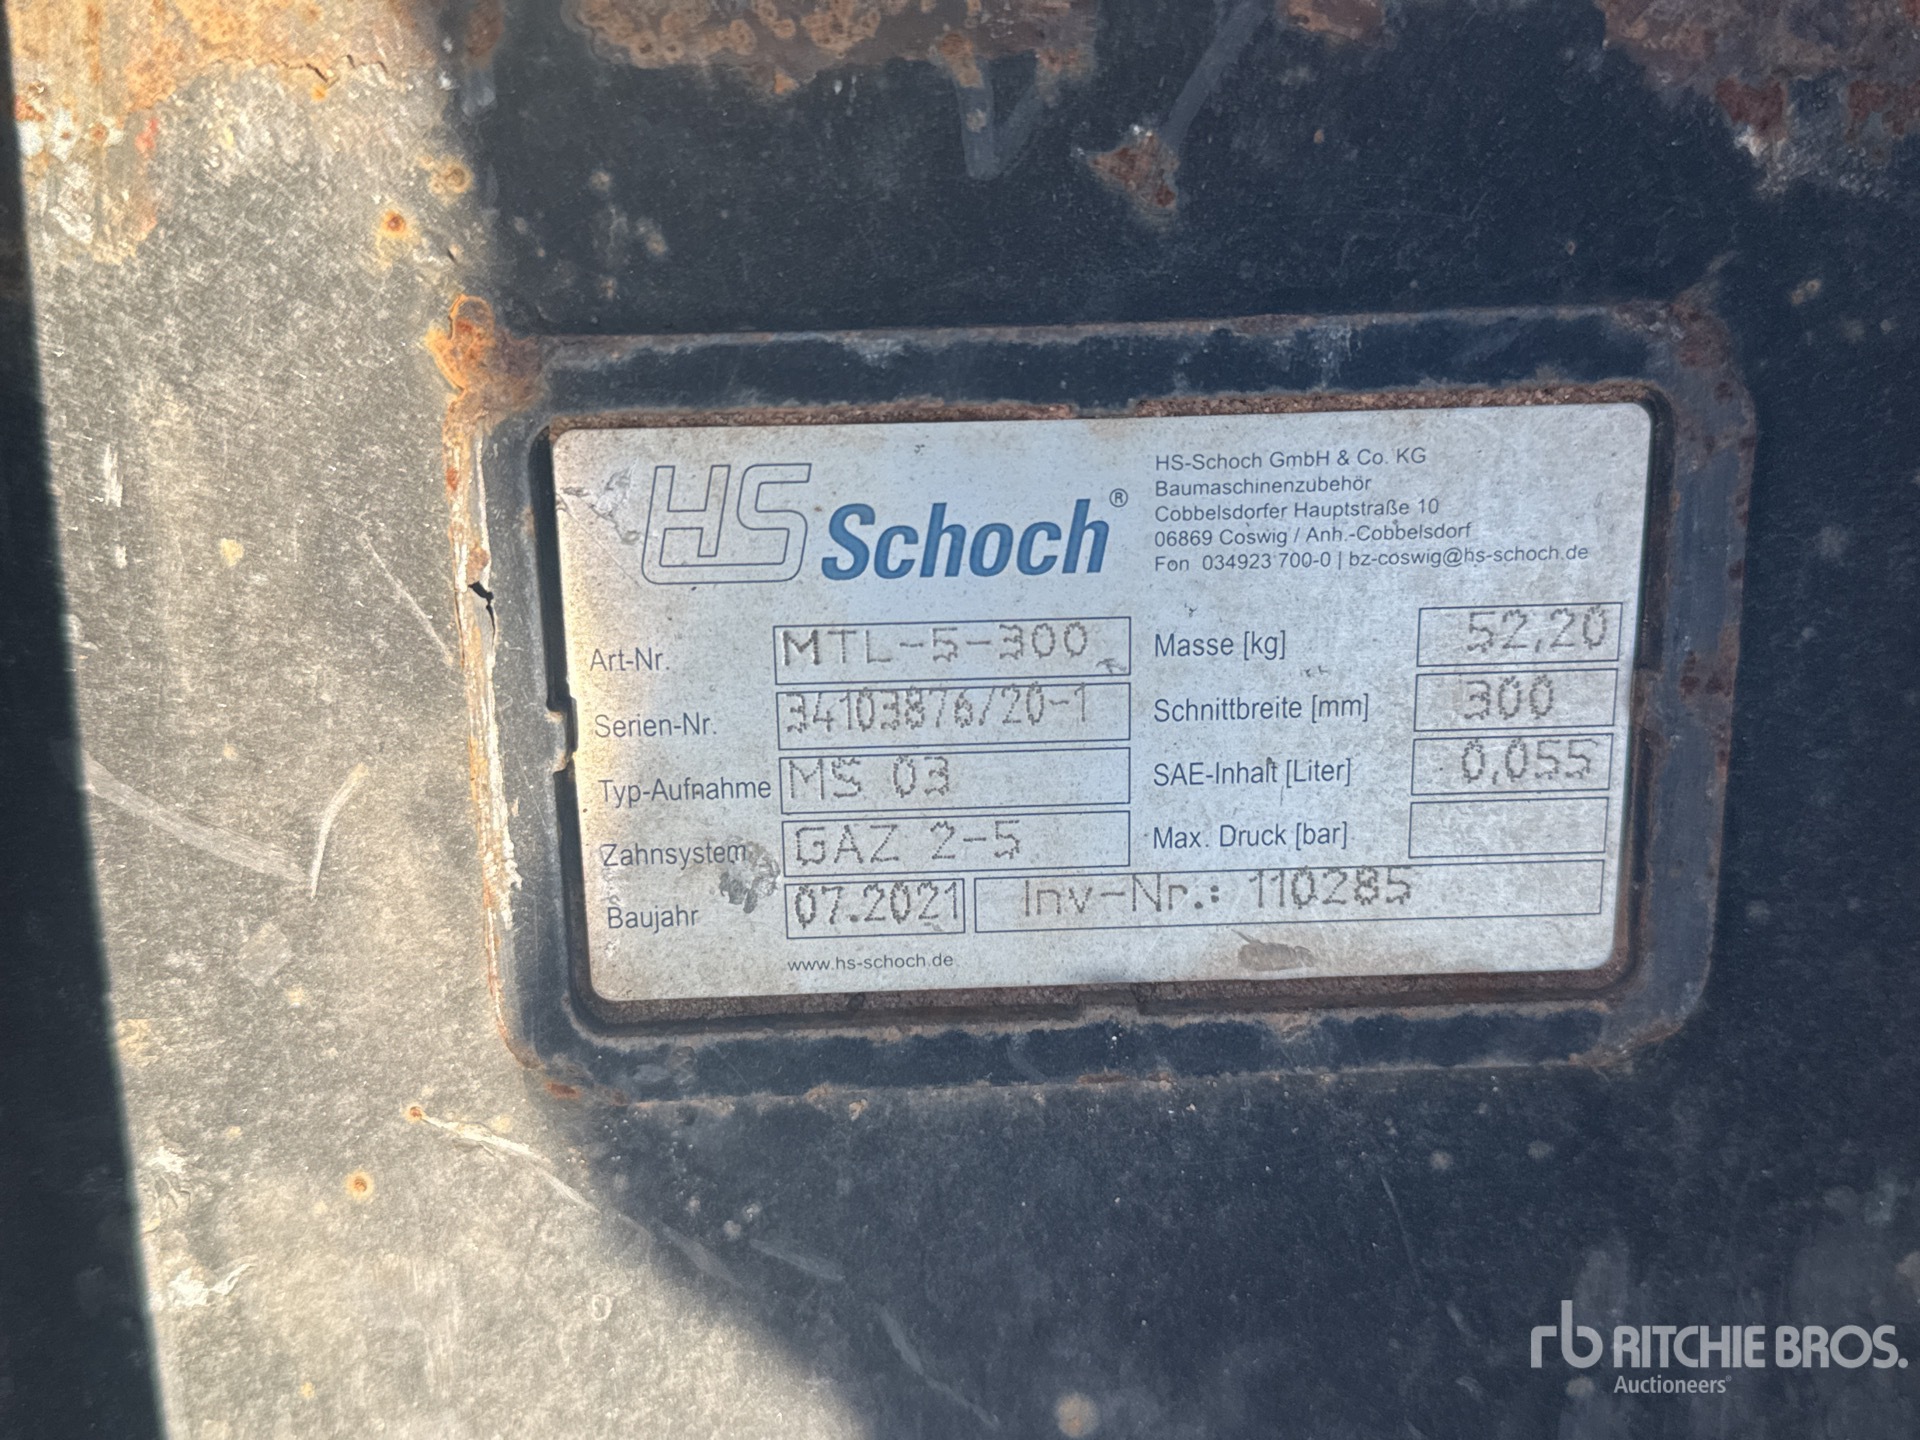 HS Schoch®
HS-Schoch GmbH & Co. KG
Baumaschinenzubehör
Cobbelsdorfer Hauptstraße 10
06869 Coswig / Anh.-Cobbelsdorf
Fon 034923 700-0 | bz-coswig@hs-schoch.de
Art-Nr. MTL-5-300
Masse [kg] 52,20
Serien-Nr. 34103876/20-1
Schnittbreite [mm] 300
Typ-Aufnahme MS 03
SAE-Inhalt [Liter] 0,055
Zahnsystem GAZ 2-5
Max. Druck [bar]
Baujahr 07.2021 Inv-Nr.: 110285
www.hs-schoch.de
rb RITCHIE BROS.
Auctioneers